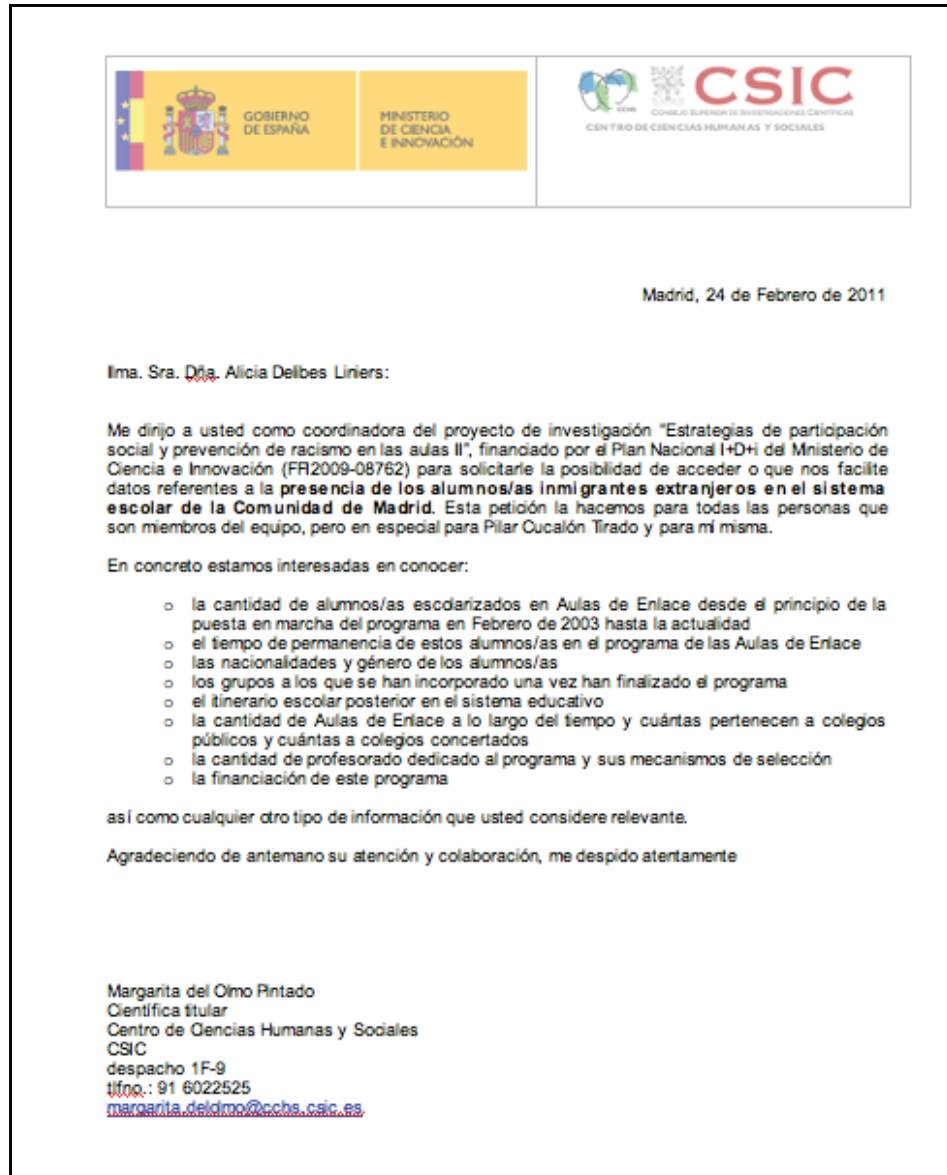 GOBIERNO
DE ESPAÑA
MINISTERIO
DE CIENCIA
E INNOVACIÓN
CCHS
CSIC
CONSEJO SUPERIOR DE INVESTIGACIONES CIENTÍFICAS
CENTRO DE CIENCIAS HUMANAS Y SOCIALES
Madrid, 24 de Febrero de 2011
Ilma. Sra. Dña. Alicia Delibes Liniers:
Me dirijo a usted como coordinadora del proyecto de investigación "Estrategias de participación
social y prevención de racismo en las aulas II", financiado por el Plan Nacional I+D+i del Ministerio de
Ciencia e Innovación (FFI2009-08762) para solicitarle la posibilidad de acceder o que nos facilite
datos referentes a la presencia de los alumnos/as inmigrantes extranjeros en el sistema
escolar de la Comunidad de Madrid. Esta petición la hacemos para todas las personas que
son miembros del equipo, pero en especial para Pilar Cucalón Tirado y para mí misma.
En concreto estamos interesadas en conocer:
o la cantidad de alumnos/as escolarizados en Aulas de Enlace desde el principio de la
puesta en marcha del programa en Febrero de 2003 hasta la actualidad
o el tiempo de permanencia de estos alumnos/as en el programa de las Aulas de Enlace
o las nacionalidades y género de los alumnos/as
o los grupos a los que se han incorporado una vez han finalizado el programa
o el itinerario escolar posterior en el sistema educativo
o la cantidad de Aulas de Enlace a lo largo del tiempo y cuántas pertenecen a colegios
públicos y cuántas a colegios concertados
o la cantidad de profesorado dedicado al programa y sus mecanismos de selección
o la financiación de este programa
así como cualquier otro tipo de información que usted considere relevante.
Agradeciendo de antemano su atención y colaboración, me despido atentamente
Margarita del Olmo Pintado
Científica titular
Centro de Ciencias Humanas y Sociales
CSIC
despacho 1F-9
tlfno.: 91 6022525
margarita.delolmo@cchs.csic.es